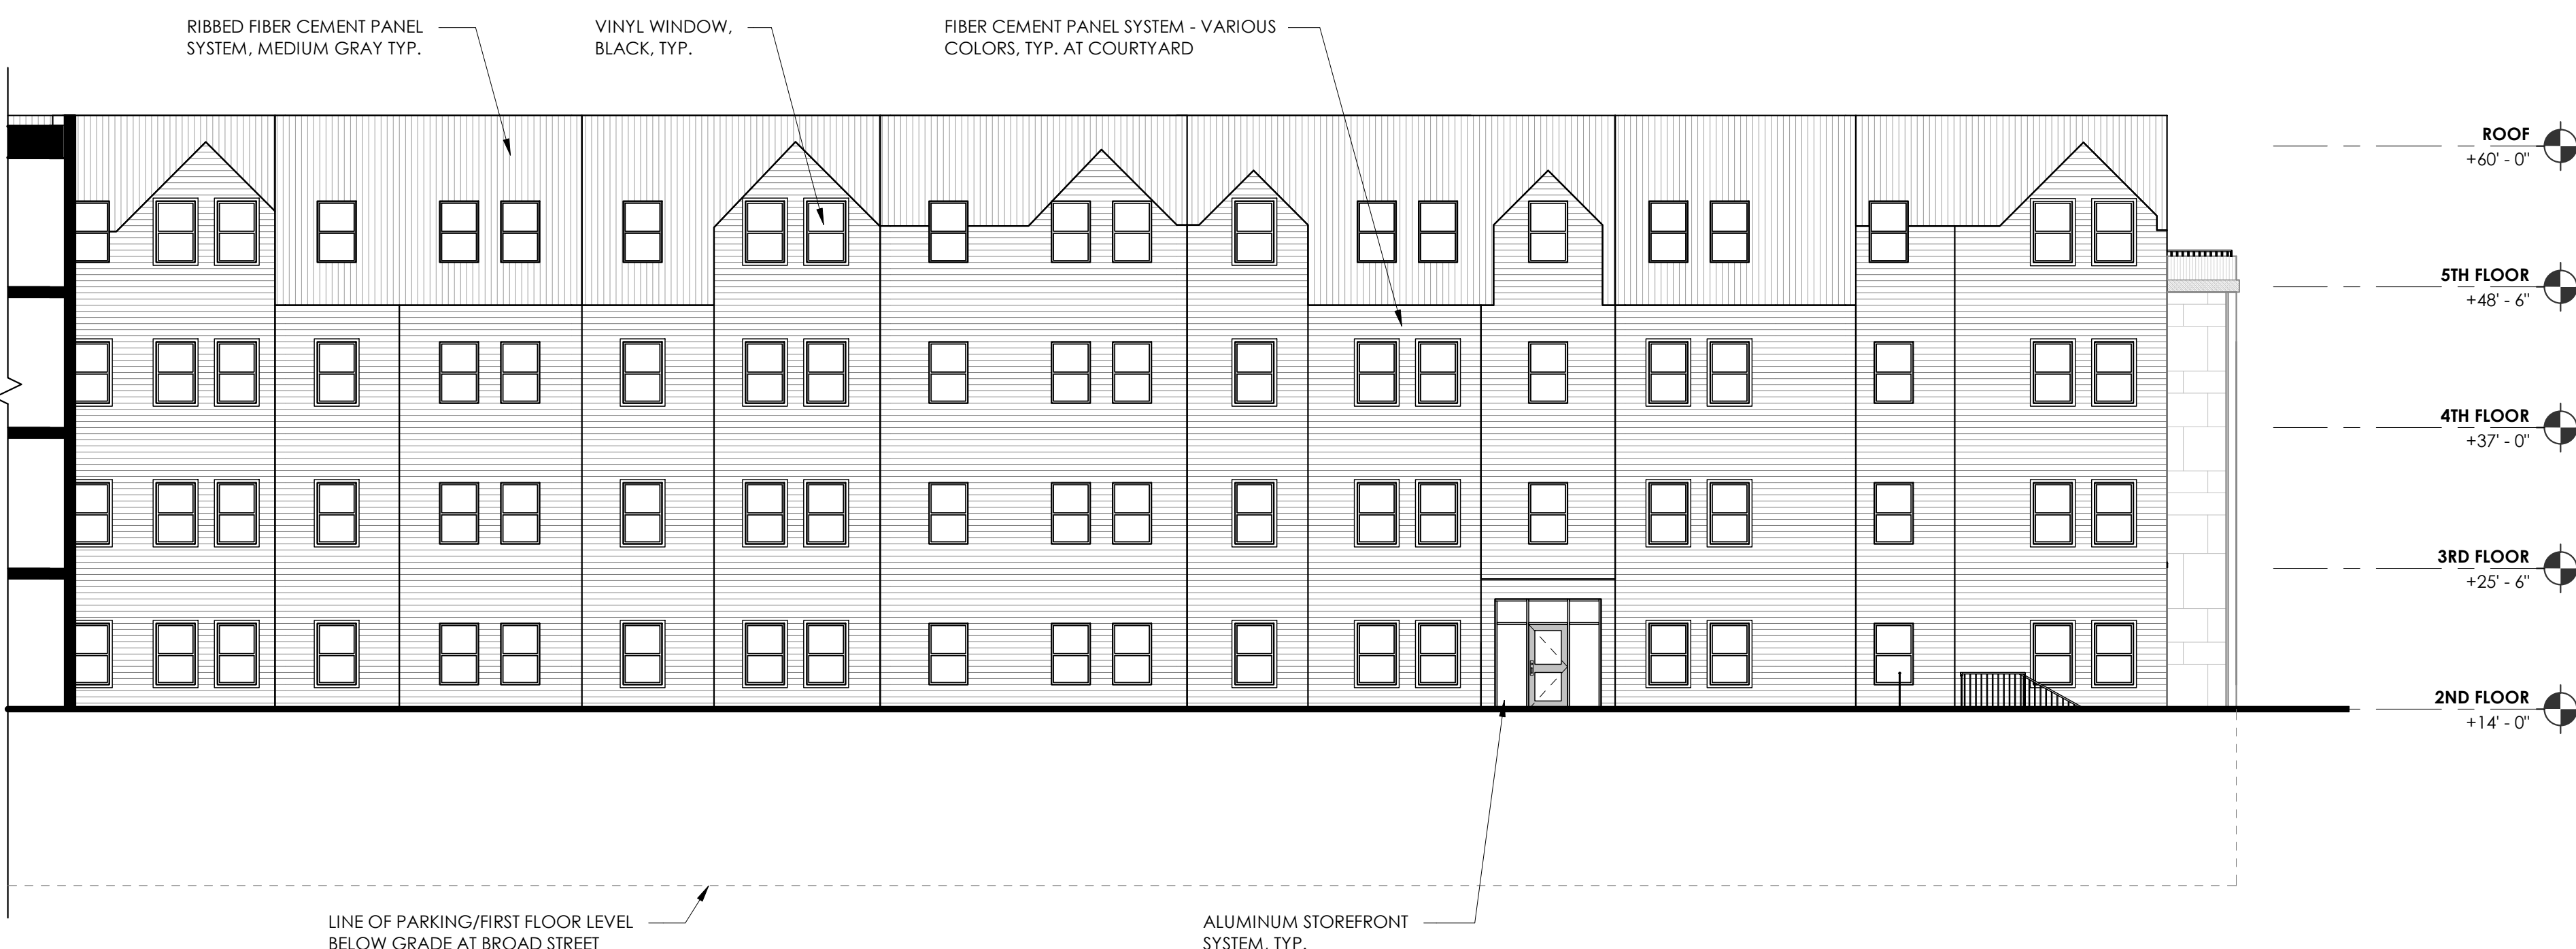 RIBBED FIBER CEMENT PANEL
SYSTEM, MEDIUM GRAY TYP.
VINYL WINDOW,
BLACK, TYP.
FIBER CEMENT PANEL SYSTEM - VARIOUS
COLORS, TYP. AT COURTYARD
ROOF
+60' - 0"
5TH FLOOR
+48' - 6"
4TH FLOOR
+37' - 0"
3RD FLOOR
+25' - 6"
2ND FLOOR
+14' - 0"
LINE OF PARKING/FIRST FLOOR LEVEL
BELOW GRADE AT BROAD STREET
ALUMINUM STOREFRONT
SYSTEM, TYP.